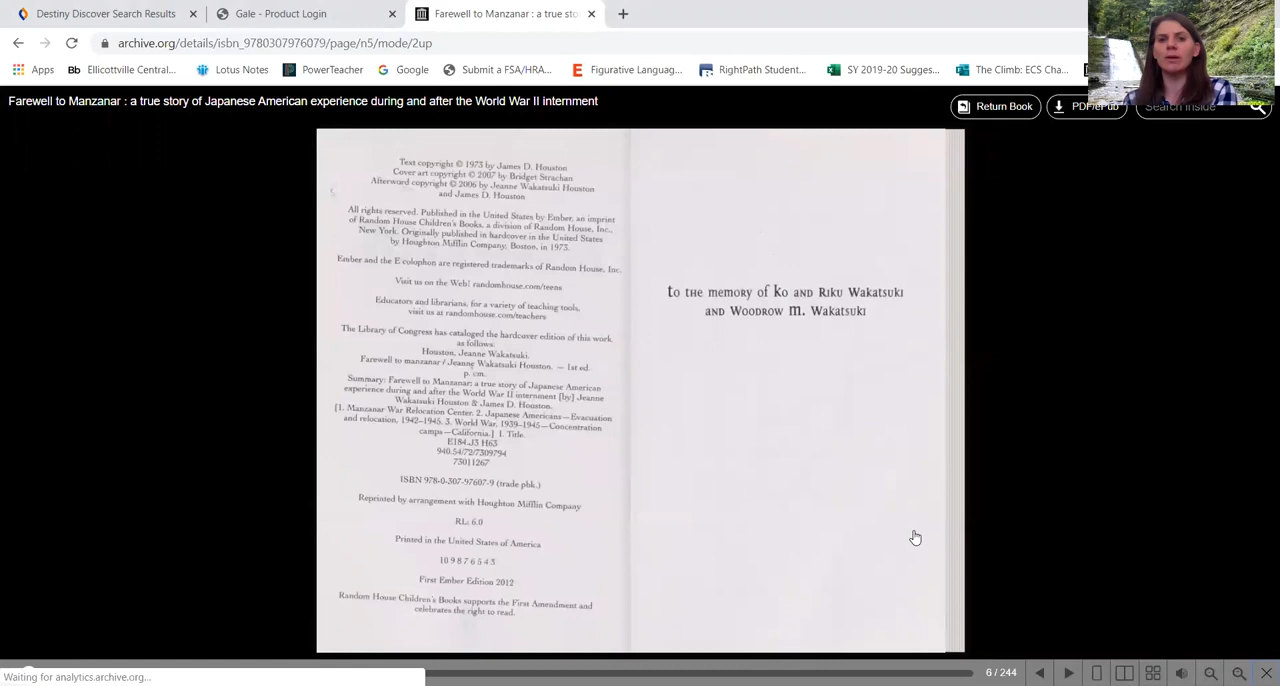 Destiny Discover Search Results
Gale - Product Login
Farewell to Manzanar : a true sto
archive.org/details/isbn_9780307976079/page/n5/mode/2up
Apps
Ellicottville Central...
Lotus Notes
PowerTeacher
Google
Submit a FSA/HRA...
Figurative Languag...
RightPath Student...
SY 2019-20 Sugges...
The Climb: ECS Cha...
Farewell to Manzanar : a true story of Japanese American experience during and after the World War II internment
Return Book
PDF/ePub
Search inside
Text copyright © 1973 by James D. Houston
Cover art copyright © 2007 by Bridget Strachan
Afterword copyright © 2006 by Jeanne Wakatsuki Houston
and James D. Houston
All rights reserved. Published in the United States by Ember, an imprint
of Random House Children's Books, a division of Random House, Inc.,
New York. Originally published in hardcover in the United States
by Houghton Mifflin Company, Boston, in 1973.
Ember and the E colophon are registered trademarks of Random House, Inc.
Visit us on the Web! randomhouse.com/teens
Educators and librarians, for a variety of teaching tools,
visit us at randomhouse.com/teachers
The Library of Congress has cataloged the hardcover edition of this work
as follows:
Houston, Jeanne Wakatsuki.
Farewell to manzanar / Jeanne Wakatsuki Houston. — 1st ed.
p. cm.
Summary: Farewell to Manzanar: a true story of Japanese American
experience during and after the World War II internment [by] Jeanne
Wakatsuki Houston & James D. Houston.
[1. Manzanar War Relocation Center. 2. Japanese Americans—Evacuation
and relocation, 1942–1945. 3. World War, 1939–1945—Concentration
camps—California.] I. Title.
E184.J3 H63
940.54/72/7309794
73011267
ISBN 978-0-307-97607-9 (trade pbk.)
Reprinted by arrangement with Houghton Mifflin Company
RL: 6.0
Printed in the United States of America
10 9 8 7 6 5 4 3
First Ember Edition 2012
Random House Children's Books supports the First Amendment and
celebrates the right to read.
to the memory of Ko and Riku Wakatsuki
and Woodrow M. Wakatsuki
6 / 244
Waiting for analytics.archive.org...